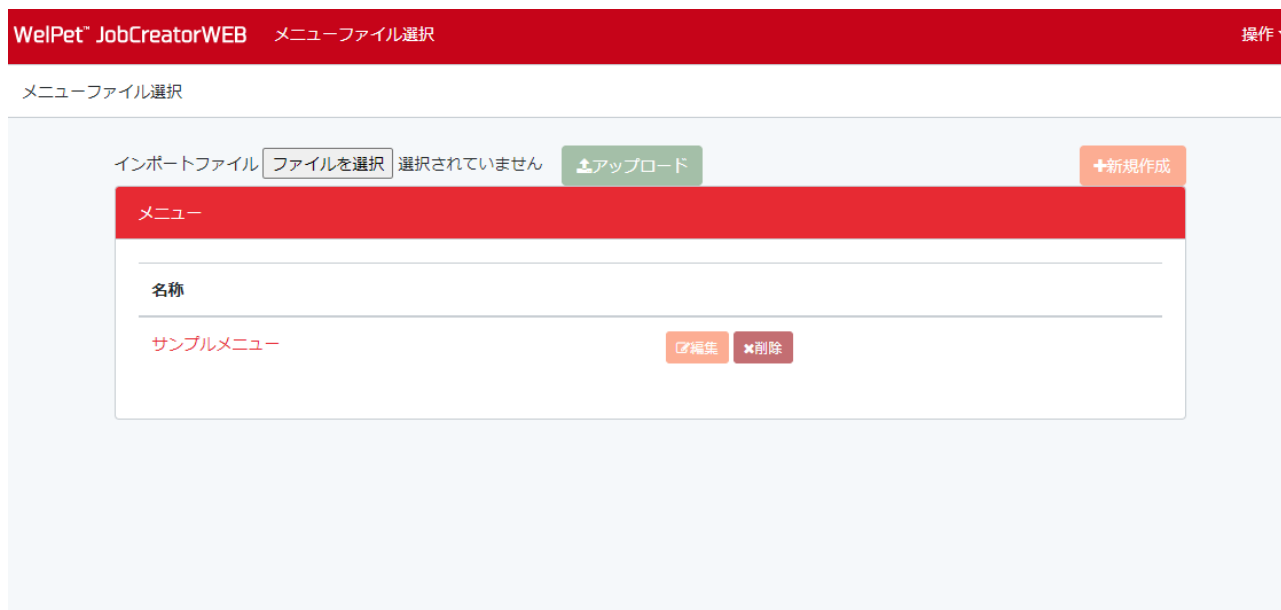 WelPet™ JobCreatorWEB メニューファイル選択 操作
メニューファイル選択
インポートファイル ファイルを選択 選択されていません アップロード 新規作成
メニュー
名称
サンプルメニュー 編集 削除